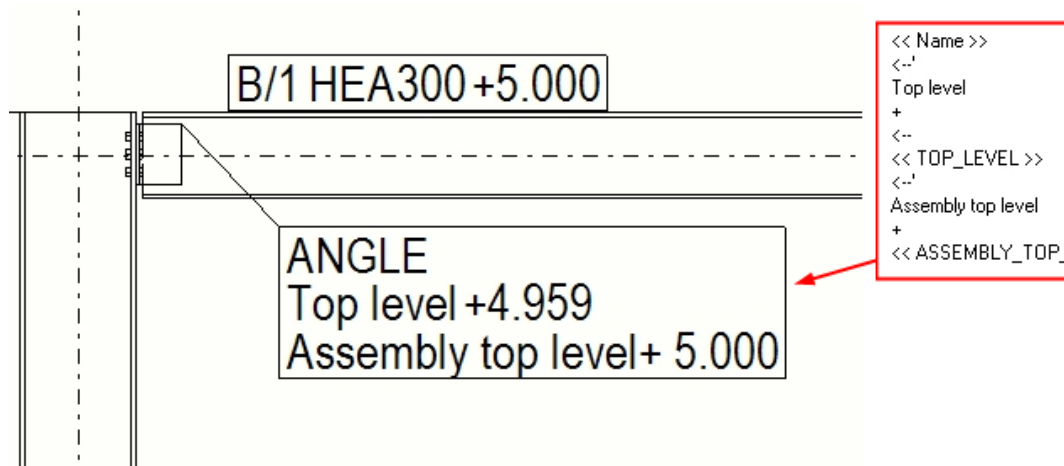 B/1 HEA300 +5.000
ANGLE
Top level +4.959
Assembly top level+ 5.000
<< Name >>
<--'
Top level
+
<--
<< TOP_LEVEL >>
<--'
Assembly top level
+
<< ASSEMBLY_TOP_